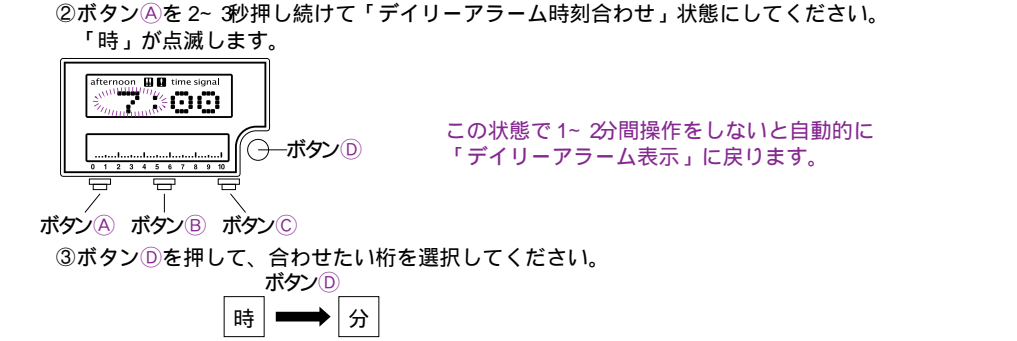 ②ボタンⒶを2~3秒押し続けて「デイリーアラーム時刻合わせ」状態にしてください。
「時」が点滅します。
afternoon time signal
7:00
0 1 2 3 4 5 6 7 8 9 10
ボタンⒹ
この状態で1~2分間操作をしないと自動的に
「デイリーアラーム表示」に戻ります。
ボタンⒶ ボタンⒷ ボタンⒸ
③ボタンⒹを押して、合わせたい桁を選択してください。
ボタンⒹ
時 分